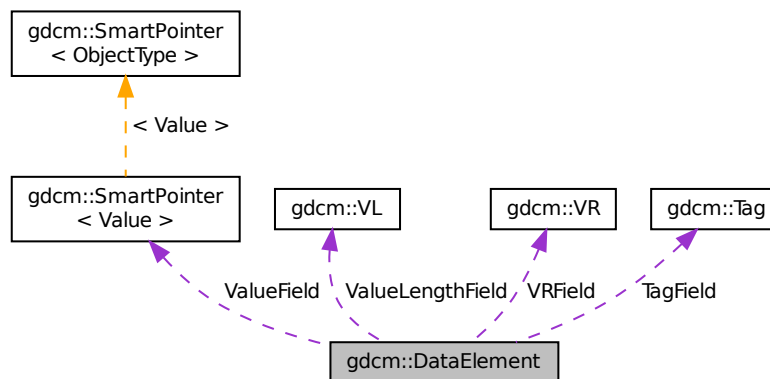 gdcm::SmartPointer
< ObjectType >
< Value >
gdcm::SmartPointer
< Value >
gdcm::VL
gdcm::VR
gdcm::Tag
ValueField
ValueLengthField
VRField
TagField
gdcm::DataElement